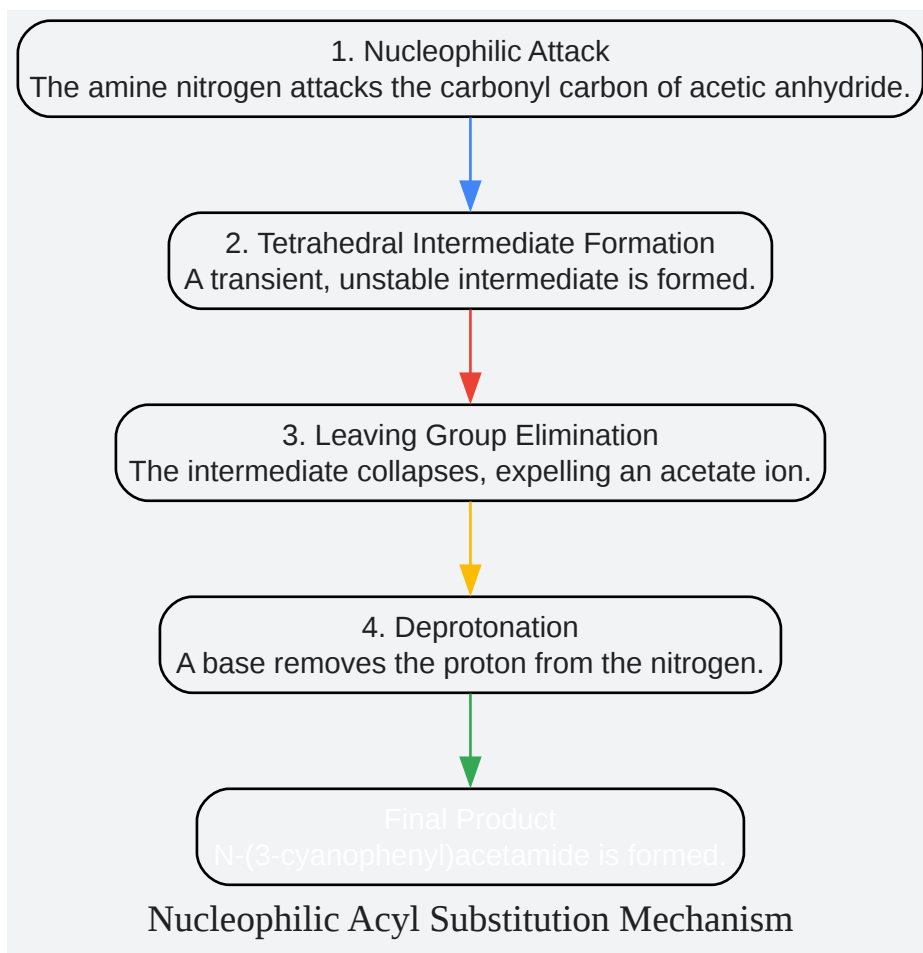 1. Nucleophilic Attack
The amine nitrogen attacks the carbonyl carbon of acetic anhydride.
2. Tetrahedral Intermediate Formation
A transient, unstable intermediate is formed.
3. Leaving Group Elimination
The intermediate collapses, expelling an acetate ion.
4. Deprotonation
A base removes the proton from the nitrogen.
Final Product
N-(3-cyanophenyl)acetamide is formed.
Nucleophilic Acyl Substitution Mechanism